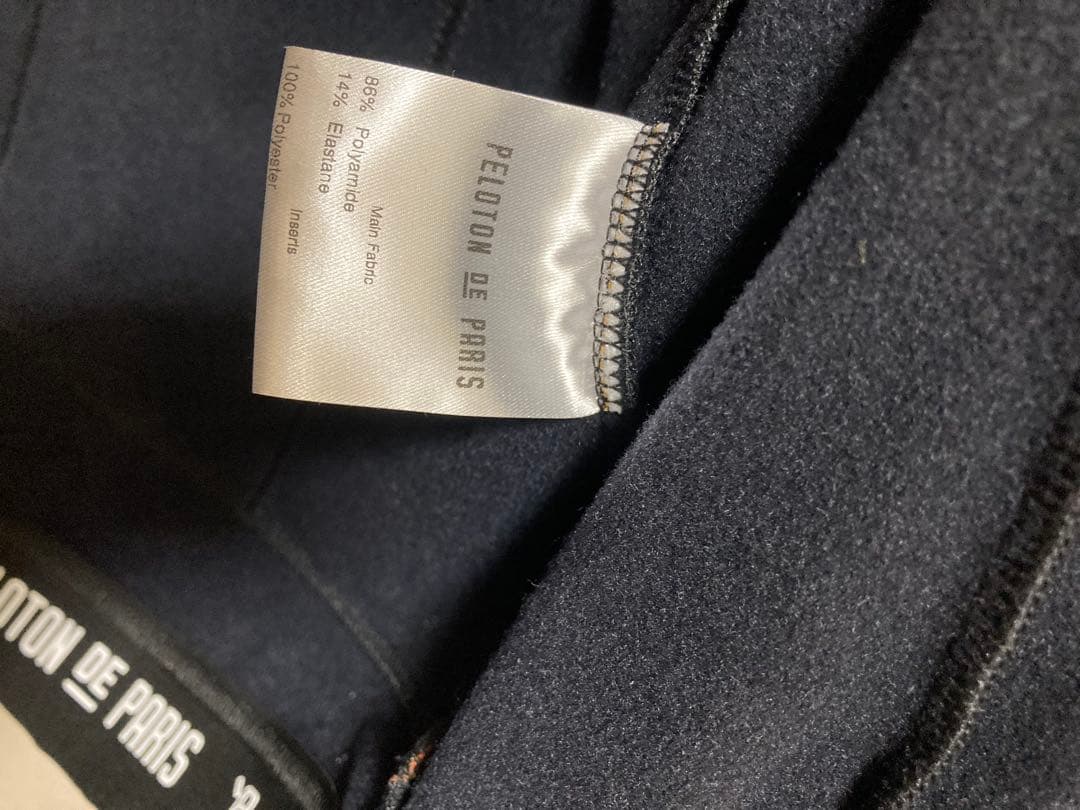 PELOTON DE PARIS
86% Polyamide Main Fabric
14% Elastane
100% Polyester Inserts
OTON DE PARIS